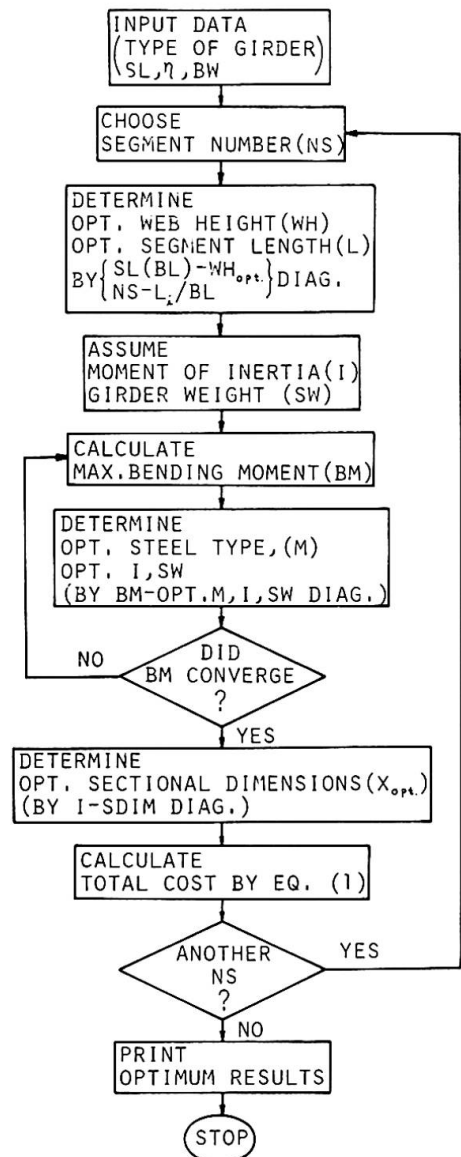 INPUT DATA
(TYPE OF GIRDER)
SL,η,BW
CHOOSE
SEGMENT NUMBER(NS)
DETERMINE
OPT. WEB HEIGHT(WH)
OPT. SEGMENT LENGTH(L)
BY{SL(BL)-WHopt.}DIAG.
NS-Li/BL
ASSUME
MOMENT OF INERTIA(I)
GIRDER WEIGHT (SW)
CALCULATE
MAX.BENDING MOMENT(BM)
DETERMINE
OPT. STEEL TYPE,(M)
OPT. I,SW
(BY BM-OPT.M,I,SW DIAG.)
NO
DID
BM CONVERGE
?
YES
DETERMINE
OPT. SECTIONAL DIMENSIONS(Xopt.)
(BY I-SDIM DIAG.)
CALCULATE
TOTAL COST BY EQ. (1)
ANOTHER
NS
?
YES
NO
PRINT
OPTIMUM RESULTS
STOP